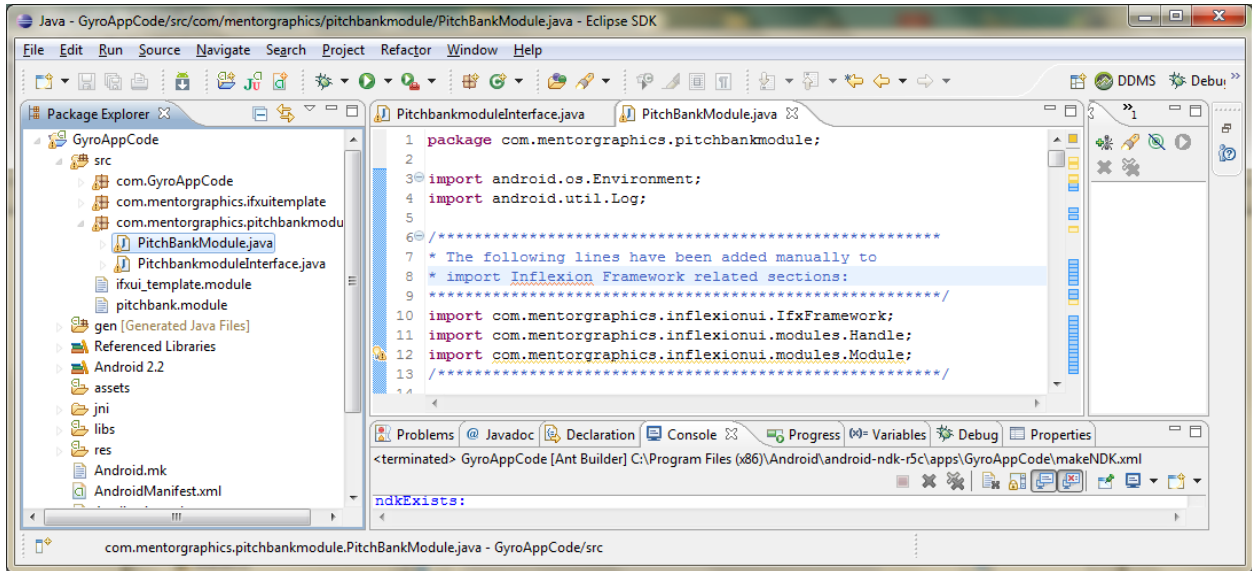 Java - GyroAppCode/src/com/mentorgraphics/pitchbankmodule/PitchBankModule.java - Eclipse SDK
File Edit Run Source Navigate Search Project Refactor Window Help
DDMS Debu
Package Explorer
GyroAppCode
src
com.GyroAppCode
com.mentorgraphics.ifxuitemplate
com.mentorgraphics.pitchbankmodu
PitchBankModule.java
PitchbankmoduleInterface.java
ifxui_template.module
pitchbank.module
gen [Generated Java Files]
Referenced Libraries
Android 2.2
assets
jni
libs
res
Android.mk
AndroidManifest.xml
PitchbankmoduleInterface.java PitchBankModule.java
1 package com.mentorgraphics.pitchbankmodule;
2
3 import android.os.Environment;
4 import android.util.Log;
5
6 /*******************************************************
7 * The following lines have been added manually to
8 * import Inflexion Framework related sections:
9 ********************************************************/
10 import com.mentorgraphics.inflexionui.IfxFramework;
11 import com.mentorgraphics.inflexionui.modules.Handle;
12 import com.mentorgraphics.inflexionui.modules.Module;
13 /*******************************************************/
14
1
Problems @ Javadoc Declaration Console Progress (x)= Variables Debug Properties
<terminated> GyroAppCode [Ant Builder] C:\Program Files (x86)\Android\android-ndk-r5c\apps\GyroAppCode\makeNDK.xml
ndkExists:
com.mentorgraphics.pitchbankmodule.PitchBankModule.java - GyroAppCode/src